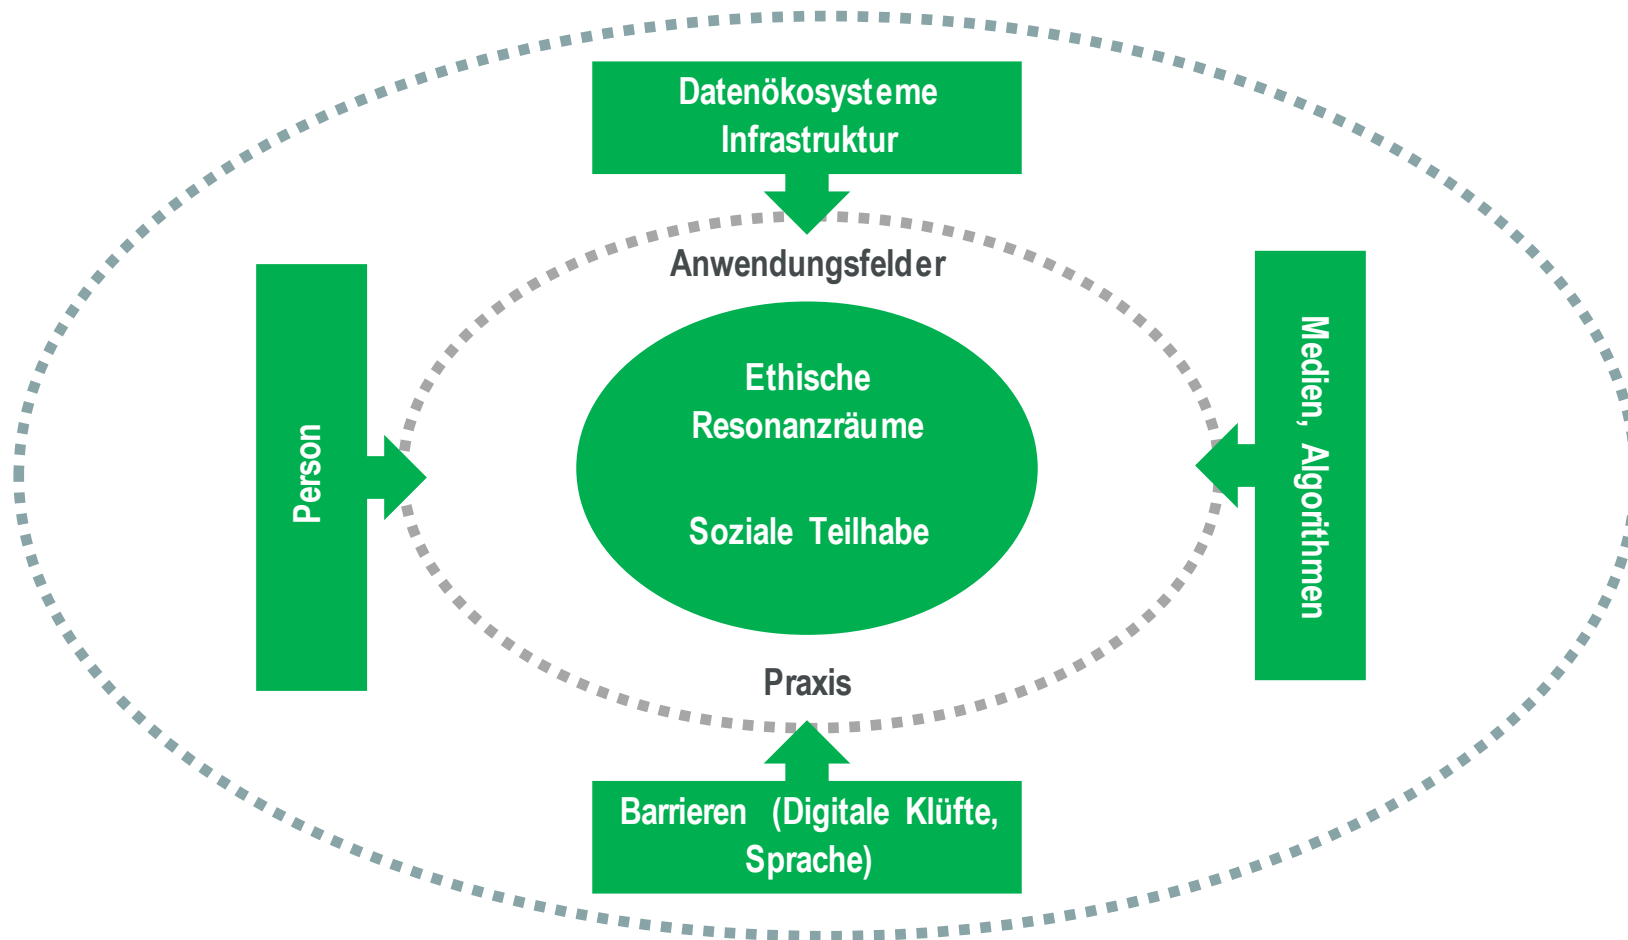 Datenökosysteme
Infrastruktur
Anwendungsfelder
Person
Ethische
Resonanzräume
Soziale Teilhabe
Medien, Algorithmen
Praxis
Barrieren (Digitale Klüfte,
Sprache)